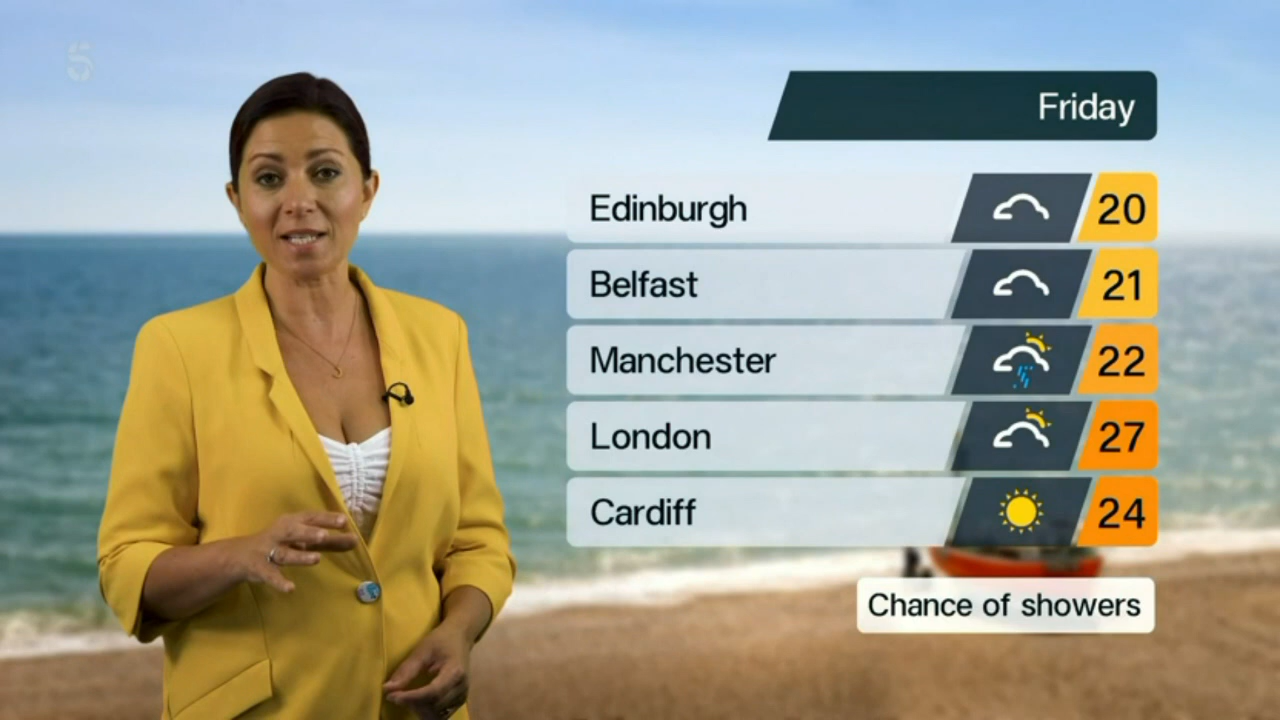 5
Friday
Edinburgh 20
Belfast 21
Manchester 22
London 27
Cardiff 24
Chance of showers